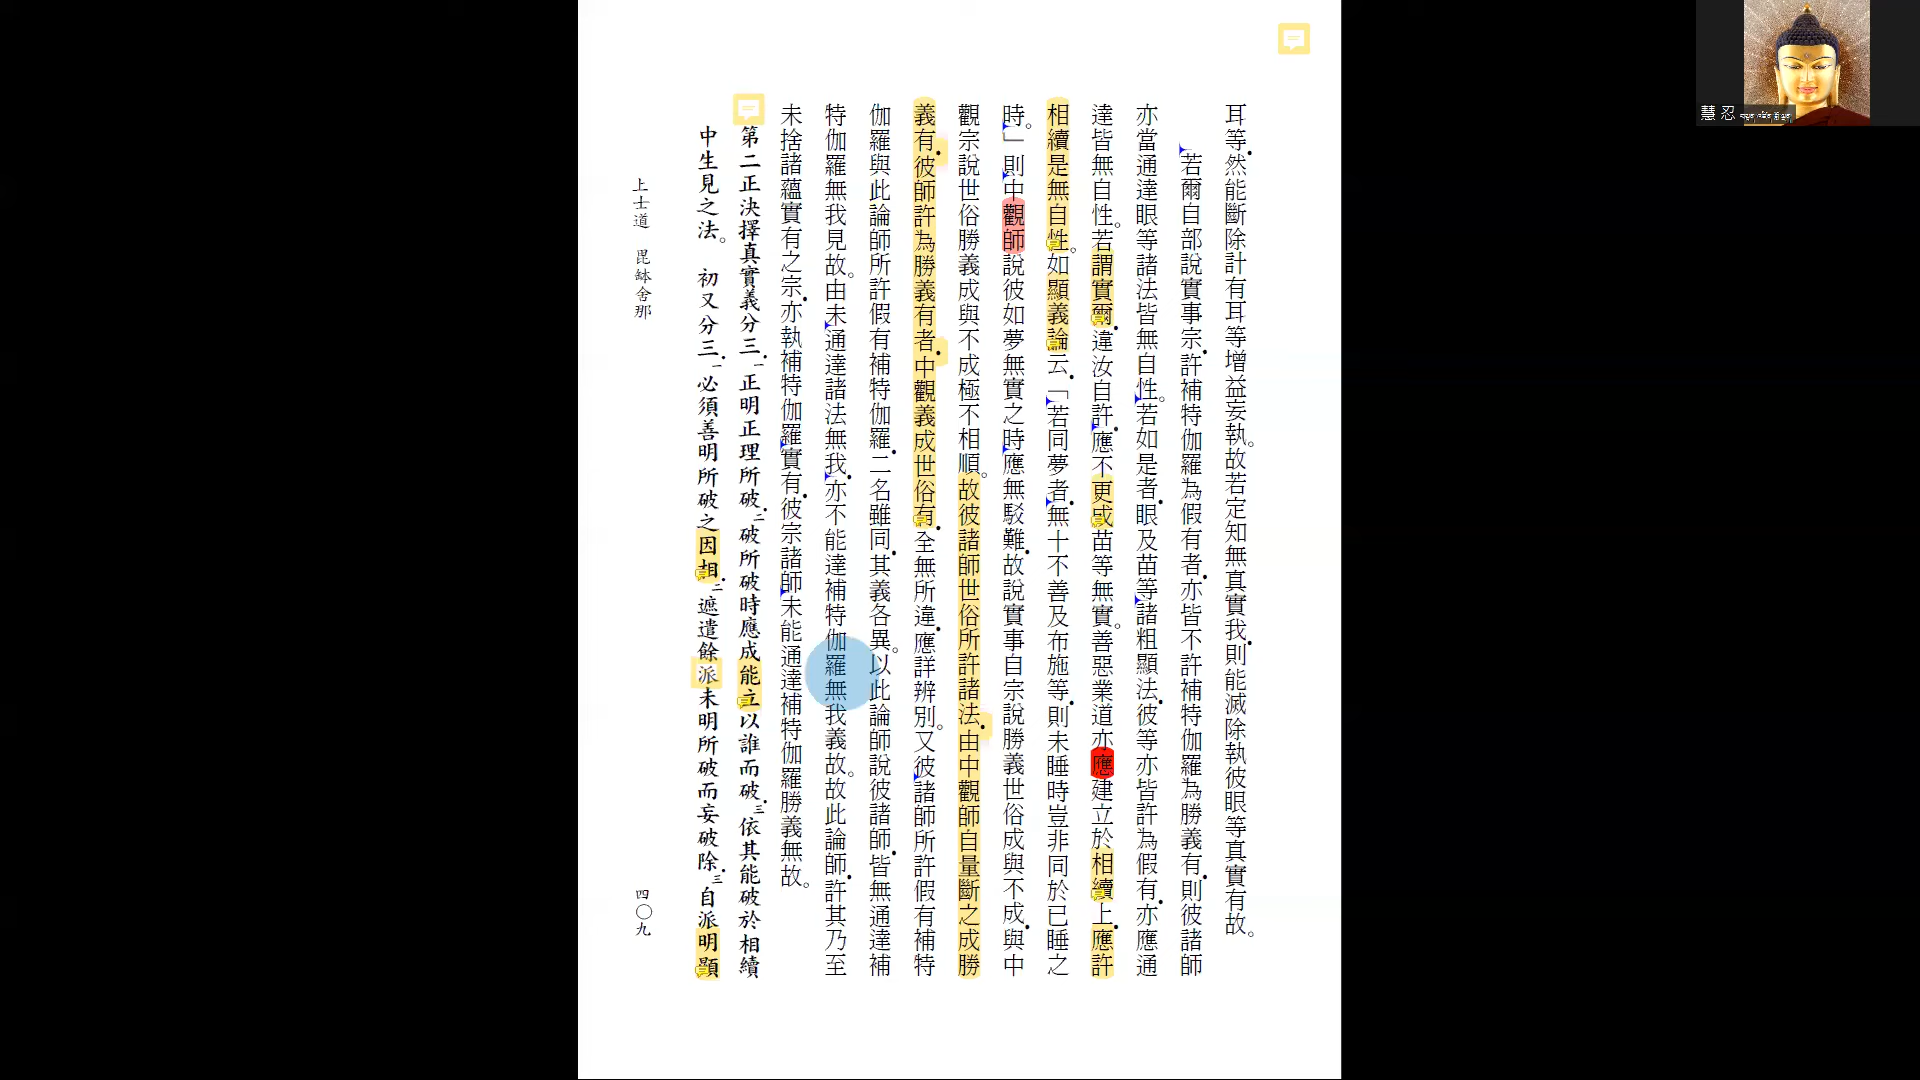 耳等。然能斷除計有耳等增益妄執。故若定知無真實我，則能滅除執彼眼等真實有故。
若爾自部說實事宗，許補特伽羅為假有者，亦皆不許補特伽羅為勝義有，則彼諸師
亦當通達眼等諸法皆無自性。若如是者，眼及苗等諸粗顯法，彼等亦皆許為假有，亦應通
達皆無自性。若謂實爾，違汝自許，應不更成苗等無實。善惡業道亦應建立於相續上，應許
相續是無自性。如顯義論云，「若同夢者，無十不善及布施等，則未睡時豈非同於已睡之
時。」則中觀師說彼如夢無實之時，應無駁難。故說實事自宗說勝義世俗成與不成，與中
觀宗說世俗勝義成與不成極不相順。故彼諸師世俗所許諸法，由中觀師自量斷之成勝
義有，彼師許為勝義有者，中觀義成世俗有，全無所違，應詳辨別。又彼諸師所許假有補特
伽羅與此論師所許假有補特伽羅，二名雖同，其義各異。以此論師說彼諸師，皆無通達補
特伽羅無我見故。由未通達諸法無我，亦不能達補特伽羅無我義故。故此論師，許其乃至
未捨諸蘊實有之宗，亦執補特伽羅實有，彼宗諸師未能通達補特伽羅勝義無故。
第二正決擇真實義分三，一正明正理所破，二破所破時應成能立以誰而破，三依其能破於相續
中生見之法。 初又分三，一必須善明所破之因相，二遮遣餘派未明所破而妄破除，三自派明顯
上士道 毘缽舍那
四〇九
慧忍